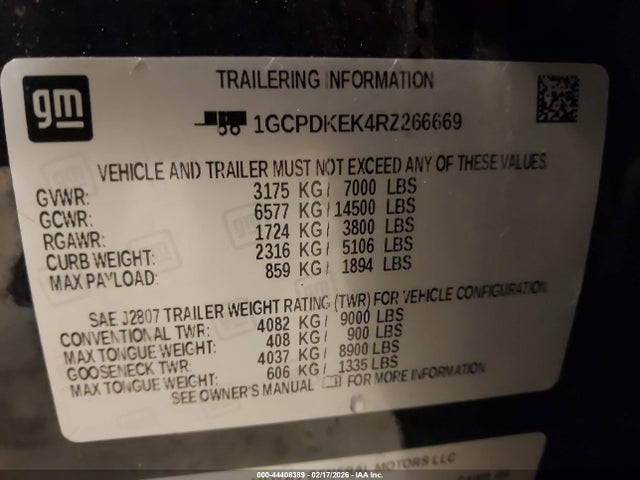 gm
TRAILERING INFORMATION
1GCPDKEK4RZ266669
VEHICLE AND TRAILER MUST NOT EXCEED ANY OF THESE VALUES
GVWR: 3175 KG/ 7000 LBS
GCWR: 6577 KG/ 14500 LBS
RGAWR: 1724 KG/ 3800 LBS
CURB WEIGHT: 2316 KG/ 5106 LBS
MAX PAYLOAD: 859 KG/ 1894 LBS
SAE J2807 TRAILER WEIGHT RATING (TWR) FOR VEHICLE CONFIGURATION
CONVENTIONAL TWR: 4082 KG/ 9000 LBS
MAX TONGUE WEIGHT: 408 KG/ 900 LBS
GOOSENECK TWR: 4037 KG/ 8900 LBS
MAX TONGUE WEIGHT: 606 KG/ 1335 LBS
SEE OWNER'S MANUAL FOR MORE INFORMATION
MOTORS LLC
000-44408389 - 02/17/2026 - IAA Inc.